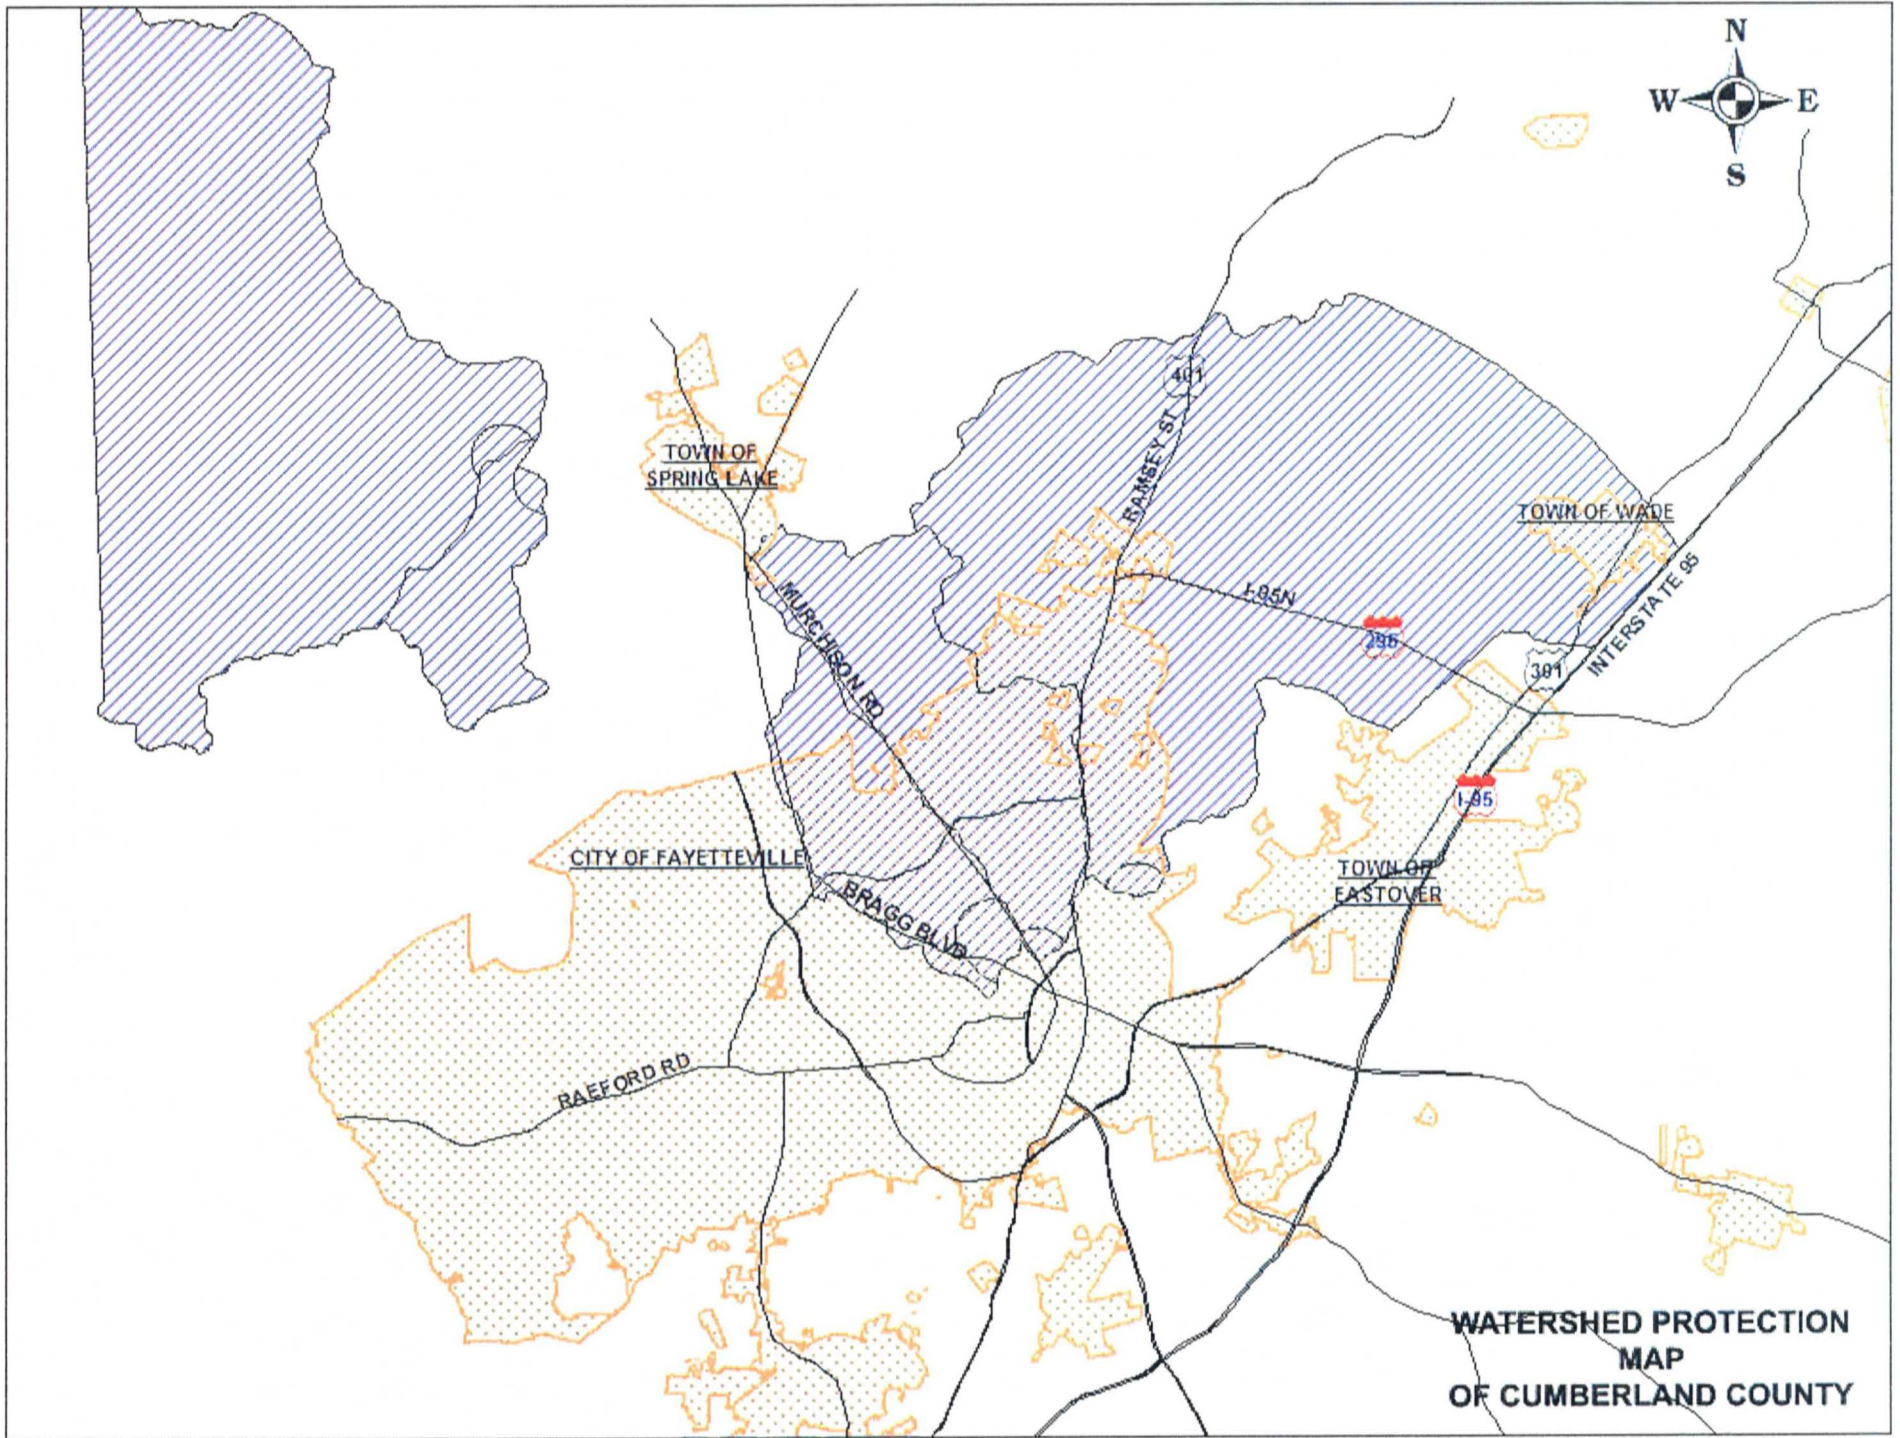 N
W E
S
401
RAMSEY ST
TOWN OF
SPRING LAKE
TOWN OF WADE
I-95N
295
INTERSTATE 95
301
MURCHISON RD
I-95
CITY OF FAYETTEVILLE
TOWN OF
EASTOVER
BRAGG BLVD
RAEFORD RD
WATERSHED PROTECTION
MAP
OF CUMBERLAND COUNTY